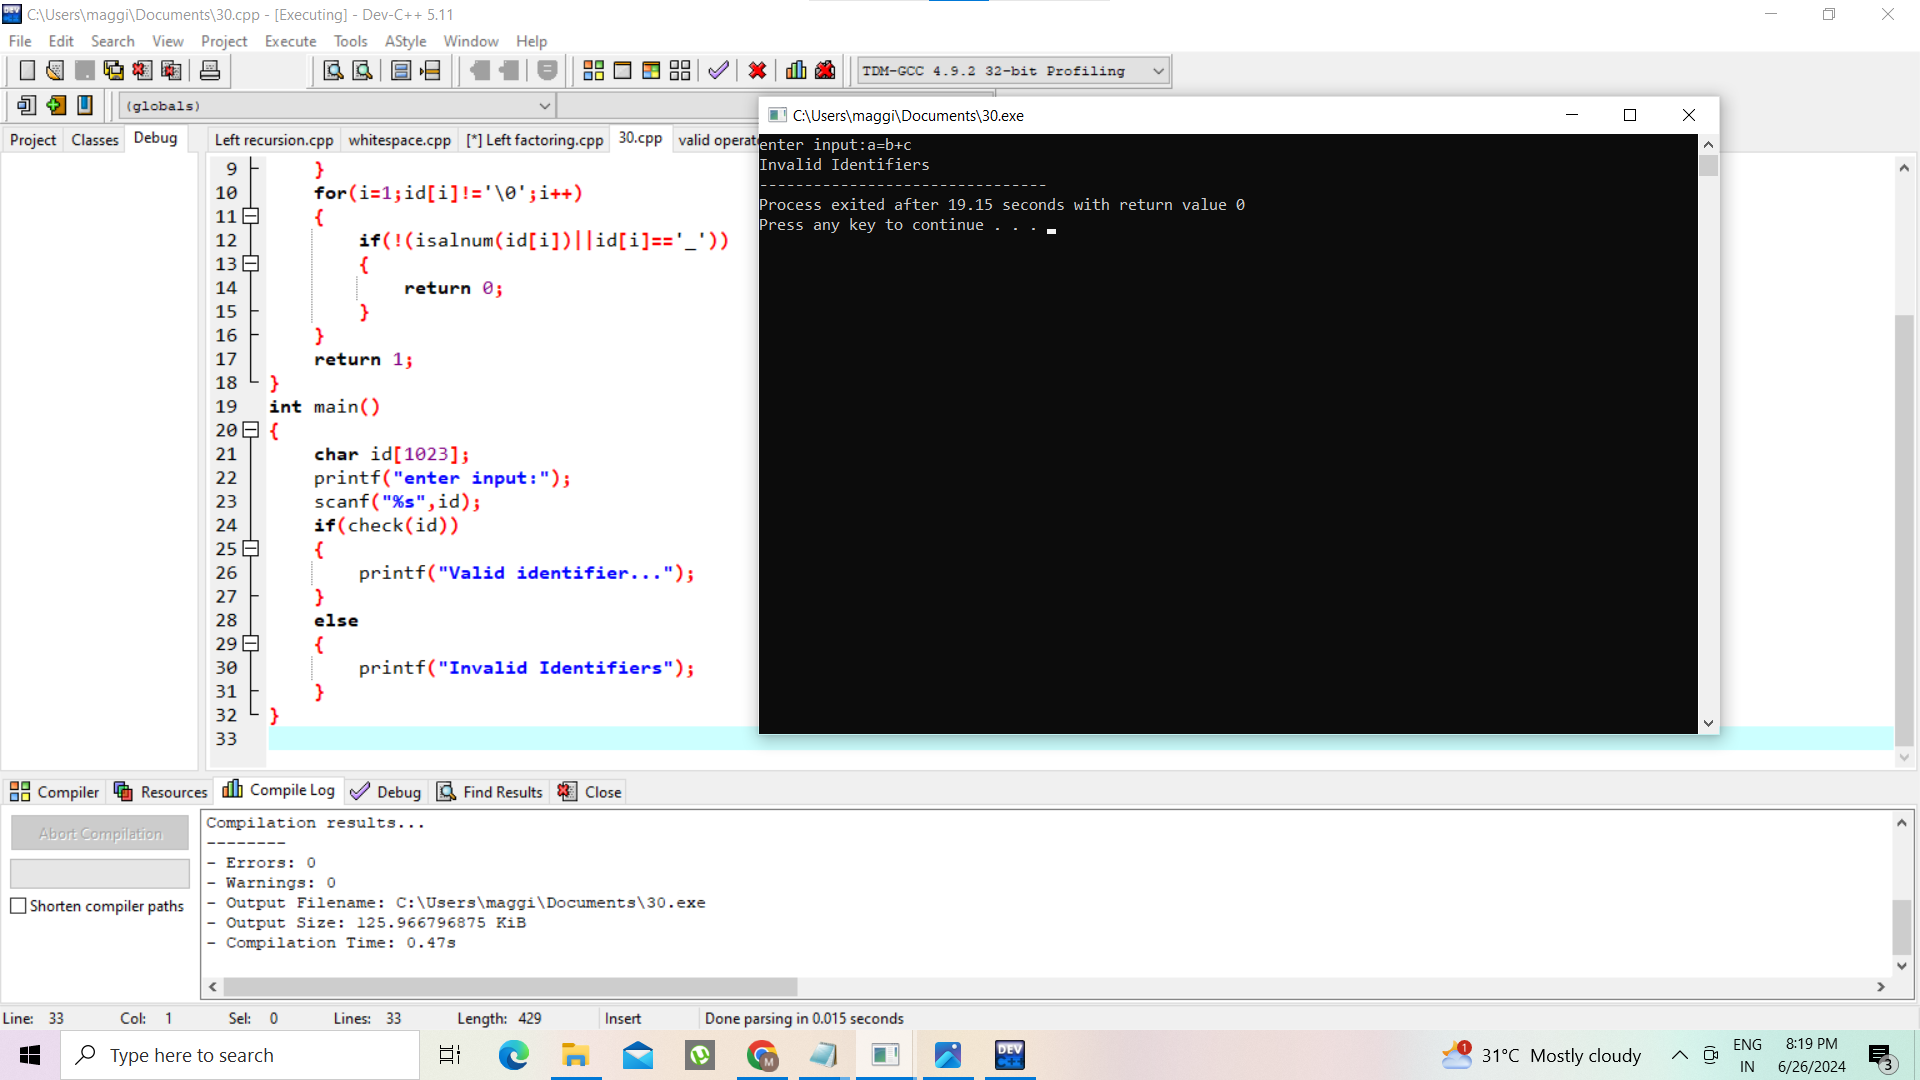 C:\Users\maggi\Documents\30.cpp - [Executing] - Dev-C++ 5.11
File Edit Search View Project Execute Tools AStyle Window Help
TDM-GCC 4.9.2 32-bit Profiling
(globals)
Project Classes Debug
Left recursion.cpp whitespace.cpp [*] Left factoring.cpp 30.cpp valid operat
9 }
10 for(i=1;id[i]!='\0';i++)
11 {
12 if(!(isalnum(id[i])||id[i]=='_'))
13 {
14 return 0;
15 }
16 }
17 return 1;
18 }
19 int main()
20 {
21 char id[1023];
22 printf("enter input:");
23 scanf("%s",id);
24 if(check(id))
25 {
26 printf("Valid identifier...");
27 }
28 else
29 {
30 printf("Invalid Identifiers");
31 }
32 }
33
C:\Users\maggi\Documents\30.exe
enter input:a=b+c
Invalid Identifiers
--------------------------------
Process exited after 19.15 seconds with return value 0
Press any key to continue . . .
Compiler Resources Compile Log Debug Find Results Close
Abort Compilation
Shorten compiler paths
Compilation results...
--------
- Errors: 0
- Warnings: 0
- Output Filename: C:\Users\maggi\Documents\30.exe
- Output Size: 125.966796875 KiB
- Compilation Time: 0.47s
Line: 33 Col: 1 Sel: 0 Lines: 33 Length: 429 Insert Done parsing in 0.015 seconds
Type here to search
DEV C++
1
31°C Mostly cloudy
ENG
IN
8:19 PM
6/26/2024
3